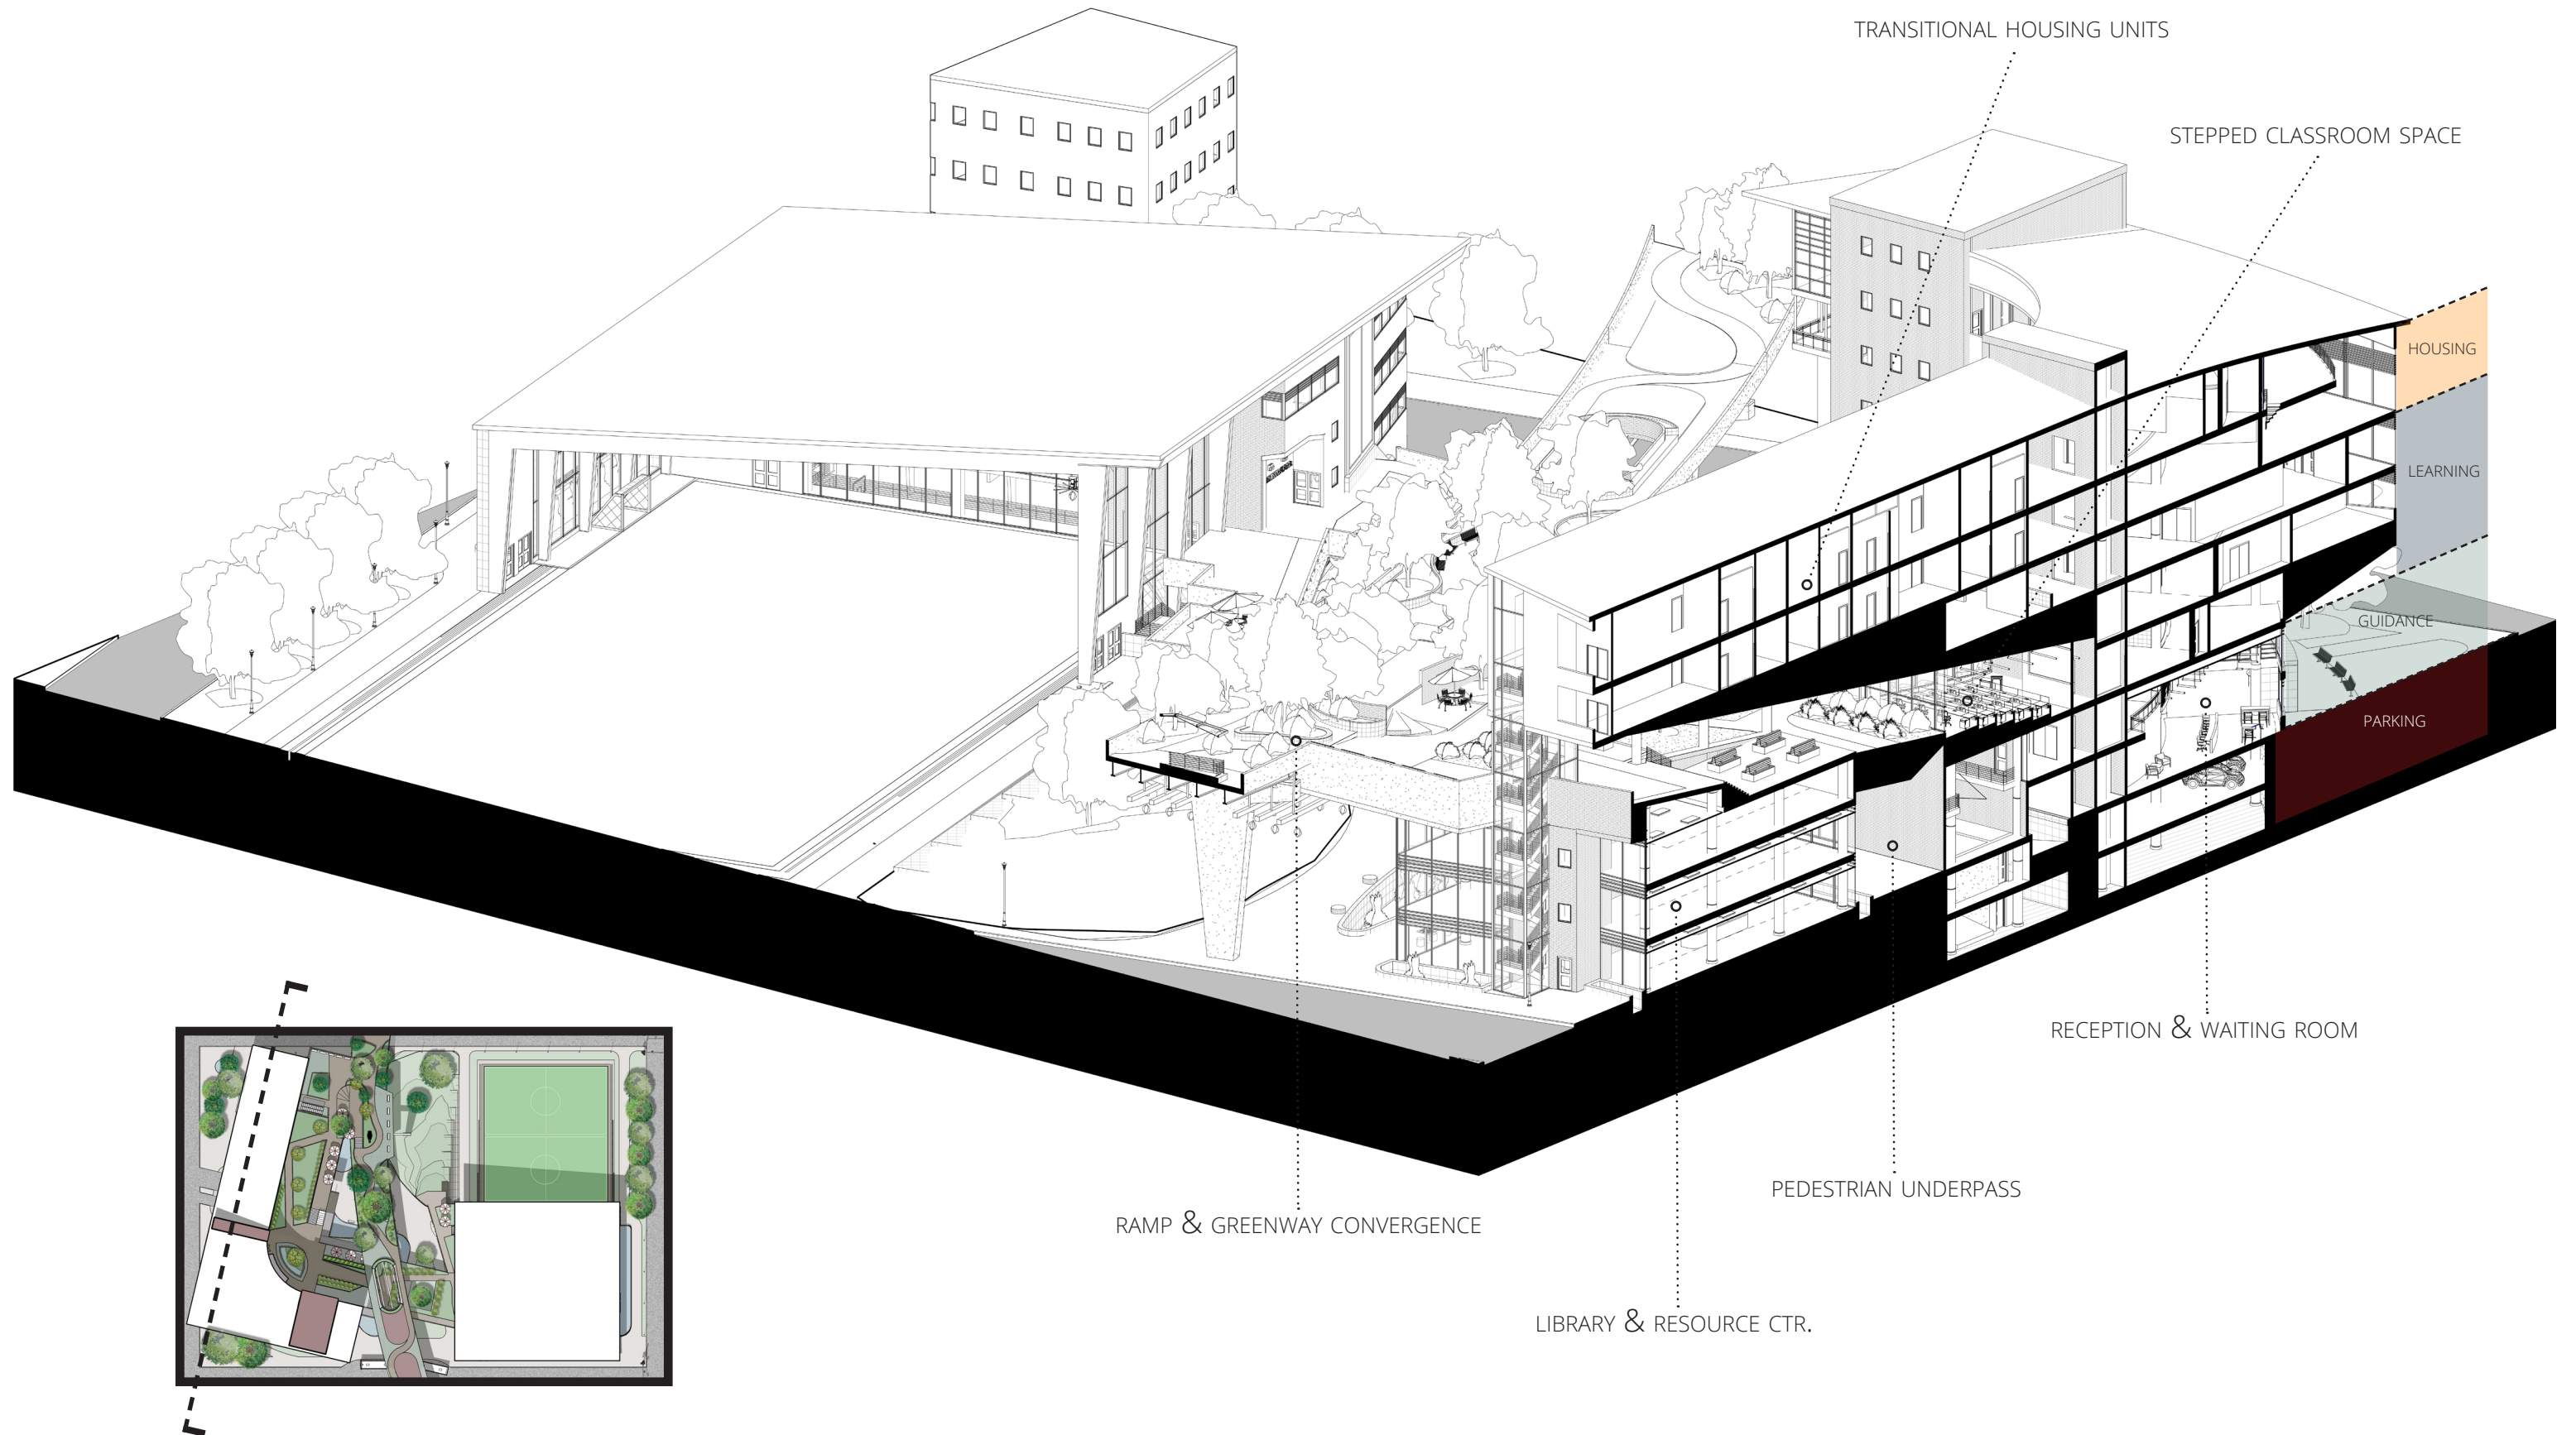 TRANSITIONAL HOUSING UNITS
STEPPED CLASSROOM SPACE
HOUSING
LEARNING
GUIDANCE
PARKING
RECEPTION & WAITING ROOM
PEDESTRIAN UNDERPASS
RAMP & GREENWAY CONVERGENCE
LIBRARY & RESOURCE CTR.